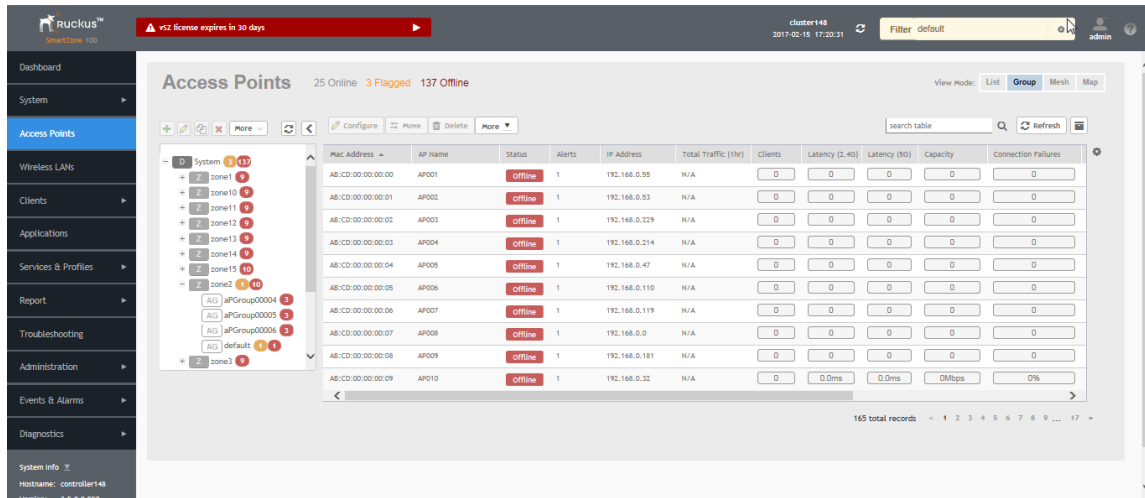 Ruckus™
SmartZone 100
vSZ license expires in 30 days
cluster148
2017-02-15 17:20:31
Filter default
admin
Dashboard
System
Access Points
Wireless LANs
Clients
Applications
Services & Profiles
Report
Troubleshooting
Administration
Events & Alarms
Diagnostics
System Info
Hostname: controller148
Access Points 25 Online 3 Flagged 137 Offline
View Mode: List Group Mesh Map
More
Configure Move Delete More
search table
Refresh
D System 3 137
Z zone1 9
Z zone10 9
Z zone11 9
Z zone12 9
Z zone13 9
Z zone14 9
Z zone15 10
Z zone2 1 10
AG aPGroup00004 3
AG aPGroup00005 3
AG aPGroup00006 3
AG default 1 1
Z zone3 9
Mac Address AP Name Status Alerts IP Address Total Traffic (1hr) Clients Latency (2.4G) Latency (5G) Capacity Connection Failures
AB:CD:00:00:00:00 AP001 Offline 1 192.168.0.55 N/A 0 0 0 0 0
AB:CD:00:00:00:01 AP002 Offline 1 192.168.0.53 N/A 0 0 0 0 0
AB:CD:00:00:00:02 AP003 Offline 1 192.168.0.229 N/A 0 0 0 0 0
AB:CD:00:00:00:03 AP004 Offline 1 192.168.0.214 N/A 0 0 0 0 0
AB:CD:00:00:00:04 AP005 Offline 1 192.168.0.47 N/A 0 0 0 0 0
AB:CD:00:00:00:05 AP006 Offline 1 192.168.0.110 N/A 0 0 0 0 0
AB:CD:00:00:00:06 AP007 Offline 1 192.168.0.119 N/A 0 0 0 0 0
AB:CD:00:00:00:07 AP008 Offline 1 192.168.0.0 N/A 0 0 0 0 0
AB:CD:00:00:00:08 AP009 Offline 1 192.168.0.181 N/A 0 0 0 0 0
AB:CD:00:00:00:09 AP010 Offline 1 192.168.0.32 N/A 0 0.0ms 0.0ms 0Mbps 0%
165 total records « 1 2 3 4 5 6 7 8 9 ... 17 »